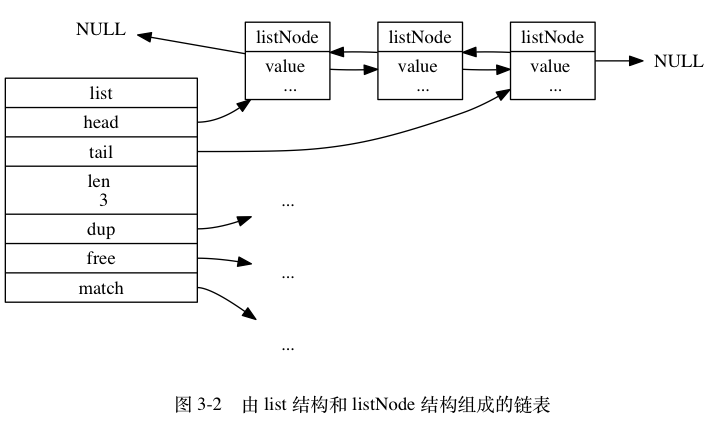 NULL
listNode
value
...
listNode
value
...
listNode
value
...
NULL
list
head
tail
len
3
dup
free
match
...
...
...
图 3-2 由 list 结构和 listNode 结构组成的链表